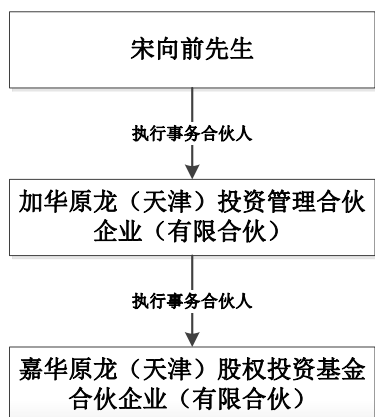 宋向前先生
执行事务合伙人
加华原龙（天津）投资管理合伙
企业（有限合伙）
执行事务合伙人
嘉华原龙（天津）股权投资基金
合伙企业（有限合伙）